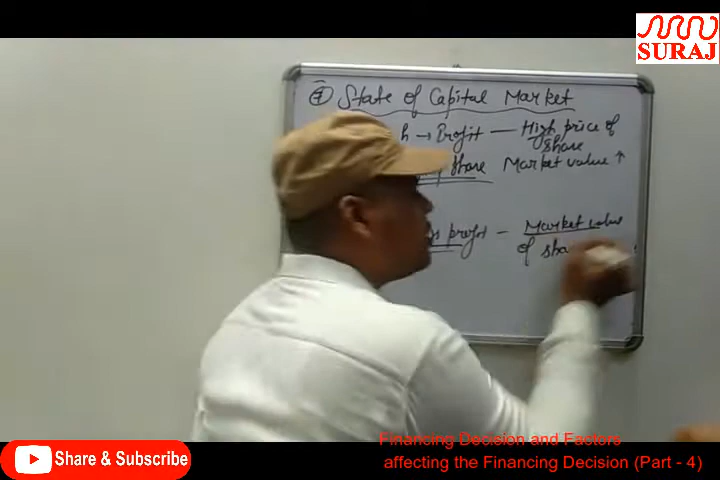 SURAJ
⑦ State of Capital Market
h → Profit — High price of
share
share Market value ↑
profit — Market value
of sha
Share & Subscribe
Financing Decision and Factors
affecting the Financing Decision (Part - 4)